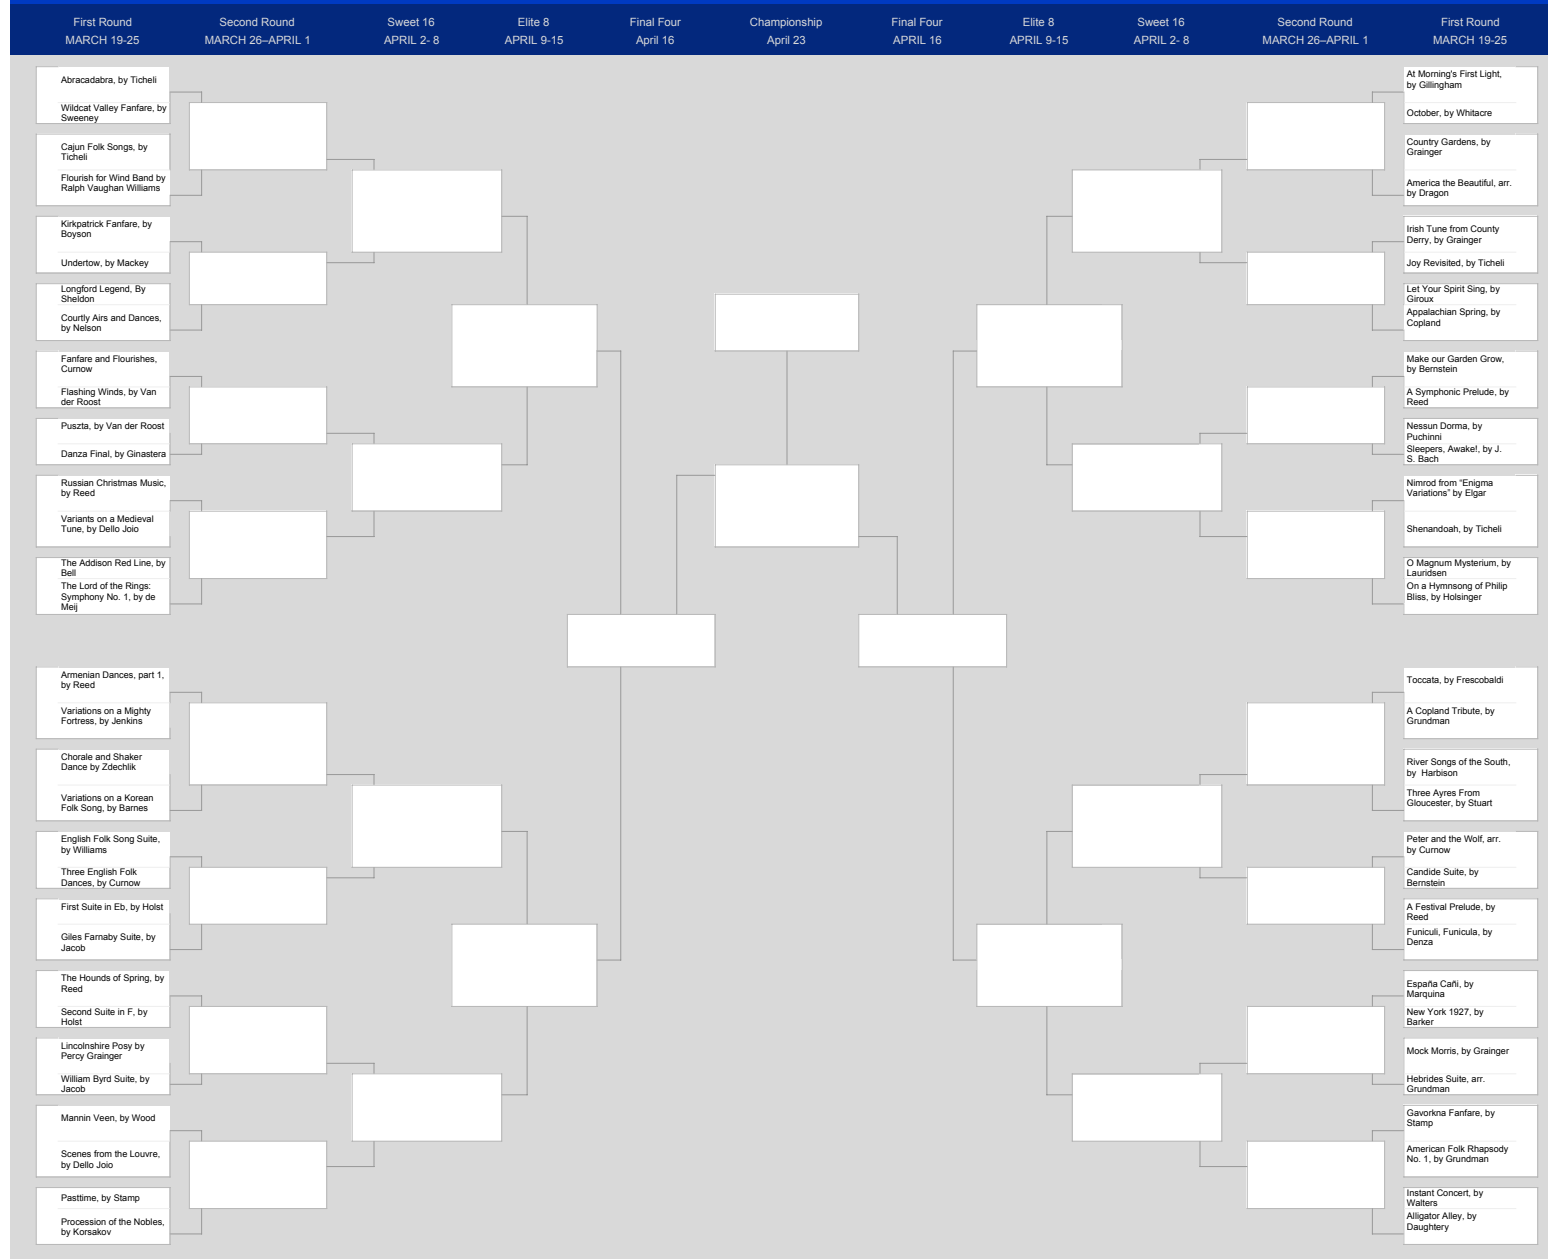 First Round
MARCH 19-25
Second Round
MARCH 26–APRIL 1
Sweet 16
APRIL 2- 8
Elite 8
APRIL 9-15
Final Four
April 16
Championship
April 23
Final Four
APRIL 16
Elite 8
APRIL 9-15
Sweet 16
APRIL 2- 8
Second Round
MARCH 26–APRIL 1
First Round
MARCH 19-25
Abracadabra, by Ticheli
Wildcat Valley Fanfare, by
Sweeney
Cajun Folk Songs, by
Ticheli
Flourish for Wind Band by
Ralph Vaughan Williams
Kirkpatrick Fanfare, by
Boyson
Undertow, by Mackey
Longford Legend, By
Sheldon
Courtly Airs and Dances,
by Nelson
Fanfare and Flourishes,
Curnow
Flashing Winds, by Van
der Roost
Puszta, by Van der Roost
Danza Final, by Ginastera
Russian Christmas Music,
by Reed
Variants on a Medieval
Tune, by Dello Joio
The Addison Red Line, by
Bell
The Lord of the Rings:
Symphony No. 1, by de
Meij
Armenian Dances, part 1,
by Reed
Variations on a Mighty
Fortress, by Jenkins
Chorale and Shaker
Dance by Zdechlik
Variations on a Korean
Folk Song, by Barnes
English Folk Song Suite,
by Williams
Three English Folk
Dances, by Curnow
First Suite in Eb, by Holst
Giles Farnaby Suite, by
Jacob
The Hounds of Spring, by
Reed
Second Suite in F, by
Holst
Lincolnshire Posy by
Percy Grainger
William Byrd Suite, by
Jacob
Mannin Veen, by Wood
Scenes from the Louvre,
by Dello Joio
Pasttime, by Stamp
Procession of the Nobles,
by Korsakov
At Morning's First Light,
by Gillingham
October, by Whitacre
Country Gardens, by
Grainger
America the Beautiful, arr.
by Dragon
Irish Tune from County
Derry, by Grainger
Joy Revisited, by Ticheli
Let Your Spirit Sing, by
Giroux
Appalachian Spring, by
Copland
Make our Garden Grow,
by Bernstein
A Symphonic Prelude, by
Reed
Nessun Dorma, by
Puchinni
Sleepers, Awake!, by J.
S. Bach
Nimrod from “Enigma
Variations” by Elgar
Shenandoah, by Ticheli
O Magnum Mysterium, by
Lauridsen
On a Hymnsong of Philip
Bliss, by Holsinger
Toccata, by Frescobaldi
A Copland Tribute, by
Grundman
River Songs of the South,
by Harbison
Three Ayres From
Gloucester, by Stuart
Peter and the Wolf, arr.
by Curnow
Candide Suite, by
Bernstein
A Festival Prelude, by
Reed
Funiculi, Funicula, by
Denza
España Cañi, by
Marquina
New York 1927, by
Barker
Mock Morris, by Grainger
Hebrides Suite, arr.
Grundman
Gavorkna Fanfare, by
Stamp
American Folk Rhapsody
No. 1, by Grundman
Instant Concert, by
Walters
Alligator Alley, by
Daughtery